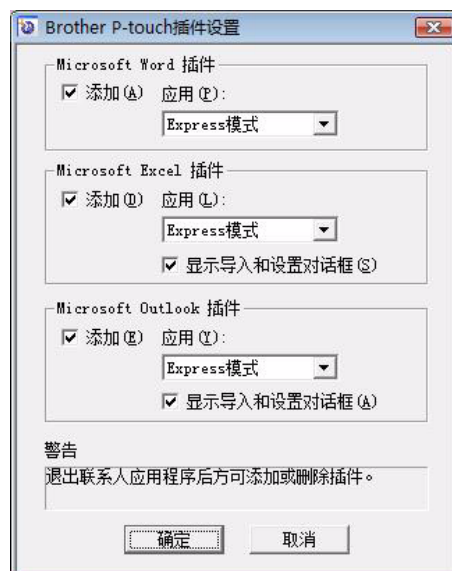 Brother P-touch插件设置
Microsoft Word 插件
添加(A) 应用(P):
Express模式
Microsoft Excel 插件
添加(D) 应用(L):
Express模式
显示导入和设置对话框(S)
Microsoft Outlook 插件
添加(E) 应用(Y):
Express模式
显示导入和设置对话框(A)
警告
退出联系人应用程序后方可添加或删除插件。
确定 取消